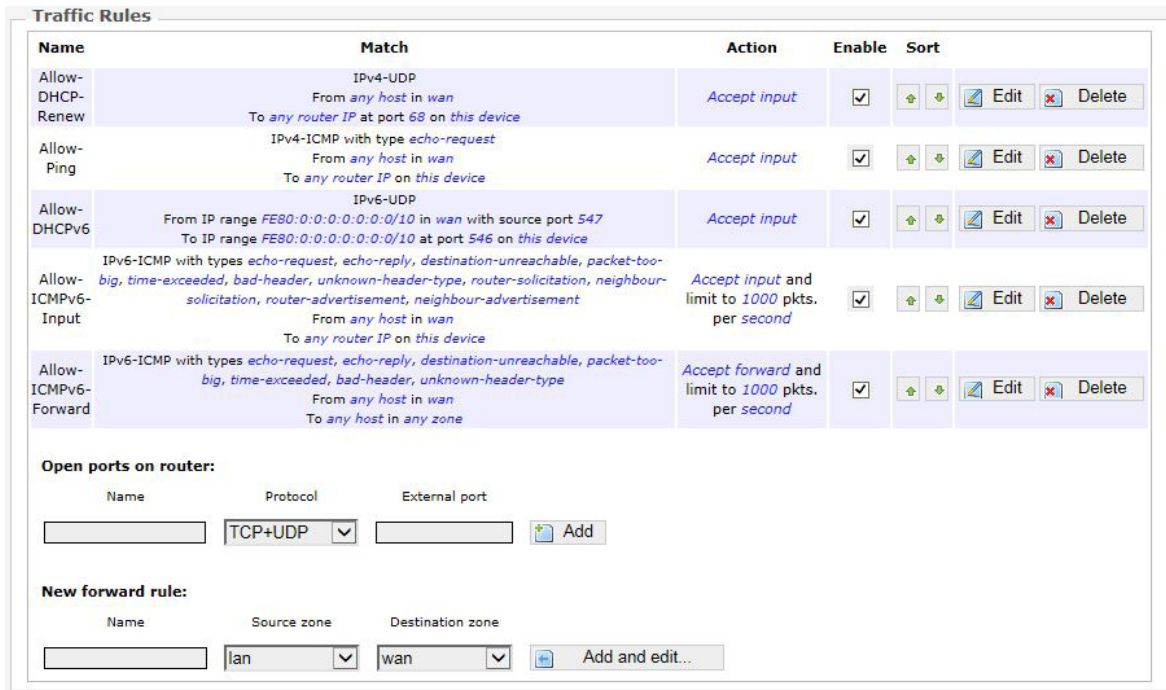 Traffic Rules
Name Match Action Enable Sort
Allow-
DHCP-
Renew
IPv4-UDP
From any host in wan
To any router IP at port 68 on this device
Accept input
Edit Delete
Allow-
Ping
IPv4-ICMP with type echo-request
From any host in wan
To any router IP on this device
Accept input
Edit Delete
Allow-
DHCPv6
IPv6-UDP
From IP range FE80:0:0:0:0:0:0:0/10 in wan with source port 547
To IP range FE80:0:0:0:0:0:0:0/10 at port 546 on this device
Accept input
Edit Delete
Allow-
ICMPv6-
Input
IPv6-ICMP with types echo-request, echo-reply, destination-unreachable, packet-too-
big, time-exceeded, bad-header, unknown-header-type, router-solicitation, neighbour-
solicitation, router-advertisement, neighbour-advertisement
From any host in wan
To any router IP on this device
Accept input and
limit to 1000 pkts.
per second
Edit Delete
Allow-
ICMPv6-
Forward
IPv6-ICMP with types echo-request, echo-reply, destination-unreachable, packet-too-
big, time-exceeded, bad-header, unknown-header-type
From any host in wan
To any host in any zone
Accept forward and
limit to 1000 pkts.
per second
Edit Delete
Open ports on router:
Name Protocol External port
TCP+UDP Add
New forward rule:
Name Source zone Destination zone
lan wan Add and edit...